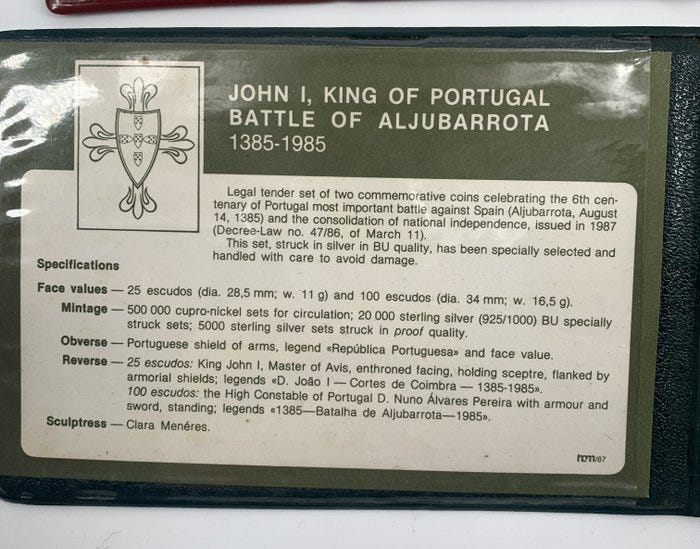 JOHN I, KING OF PORTUGAL
BATTLE OF ALJUBARROTA
1385-1985
Legal tender set of two commemorative coins celebrating the 6th cen-
tenary of Portugal most important battle against Spain (Aljubarrota, August
14, 1385) and the consolidation of national independence, issued in 1987
(Decree-Law no. 47/86, of March 11).
This set, struck in silver in BU quality, has been specially selected and
handled with care to avoid damage.
Specifications
Face values — 25 escudos (dia. 28,5 mm; w. 11 g) and 100 escudos (dia. 34 mm; w. 16,5 g).
Mintage — 500 000 cupro-nickel sets for circulation; 20 000 sterling silver (925/1000) BU specially
struck sets; 5000 sterling silver sets struck in proof quality.
Obverse — Portuguese shield of arms, legend «República Portuguesa» and face value.
Reverse — 25 escudos: King John I, Master of Avis, enthroned facing, holding sceptre, flanked by
armorial shields; legends «D. João I — Cortes de Coimbra — 1385-1985».
100 escudos: the High Constable of Portugal D. Nuno Álvares Pereira with armour and
sword, standing; legends «1385—Batalha de Aljubarrota—1985».
Sculptress — Clara Menéres.
ncm/87